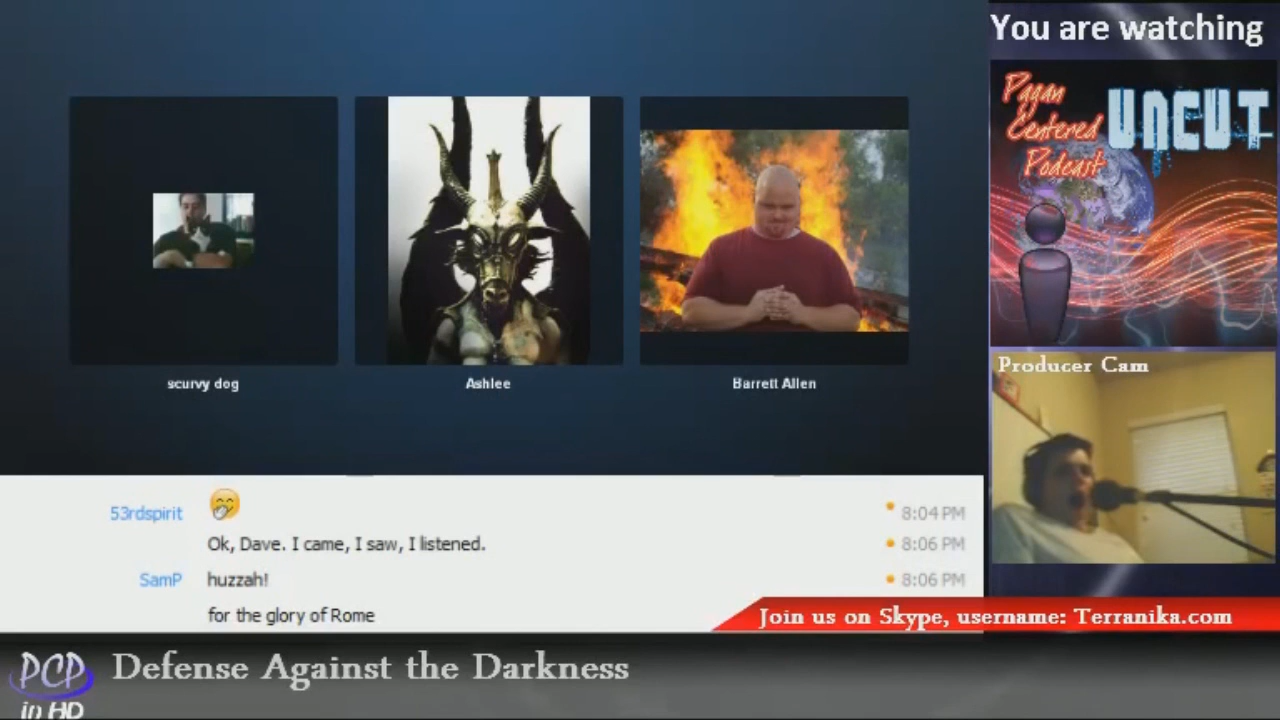 You are watching
Pagan
Centered
Podcast
UNCUT
scurvy dog
Ashlee
Barrett Allen
Producer Cam
53rdspirit
8:04 PM
Ok, Dave. I came, I saw, I listened.
8:06 PM
SamP
huzzah!
8:06 PM
for the glory of Rome
Join us on Skype, username: Terranika.com
PCP
in HD
Defense Against the Darkness